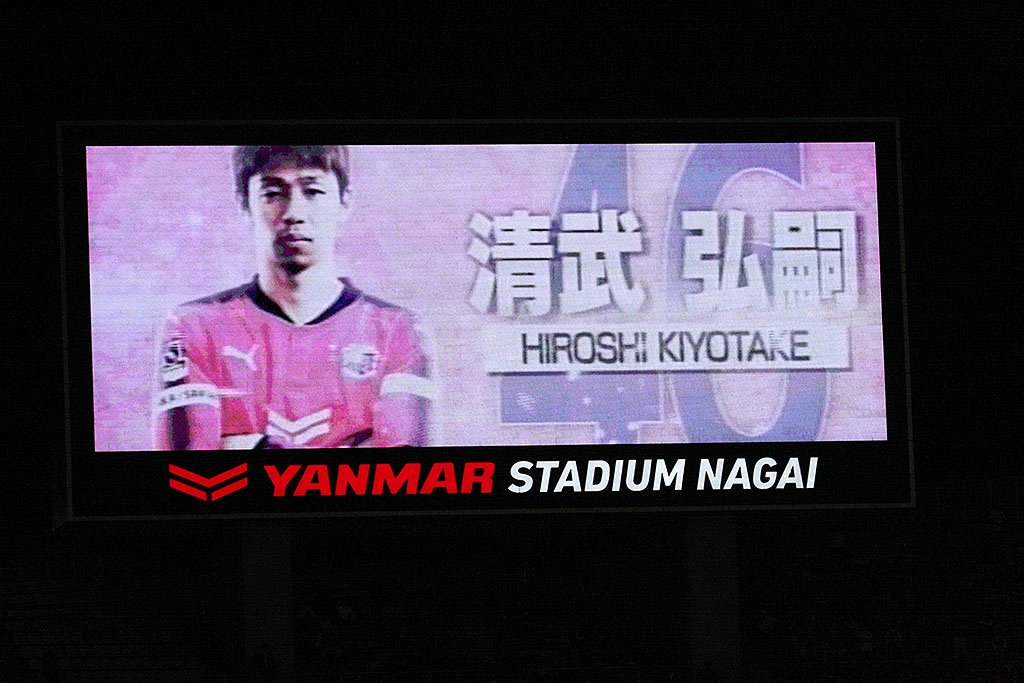 46
清武 弘嗣
HIROSHI KIYOTAKE
YANMAR STADIUM NAGAI